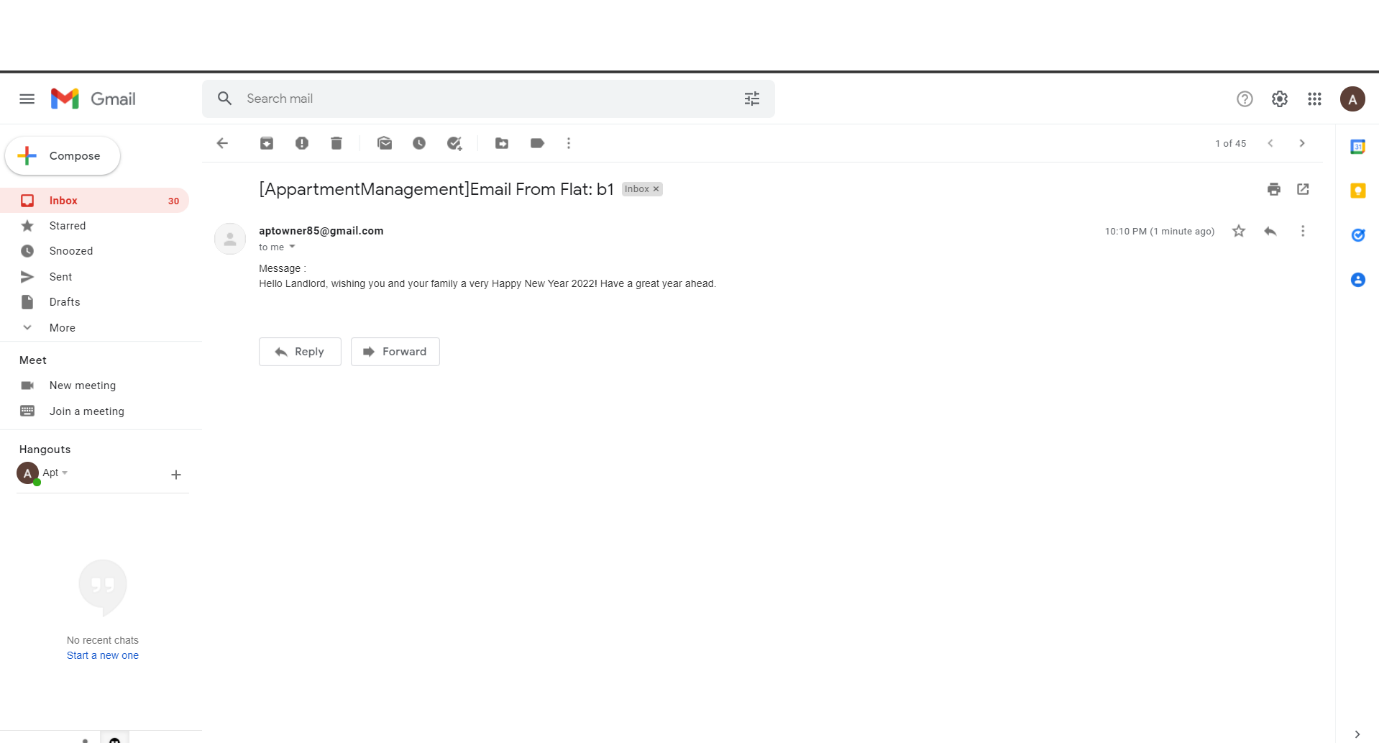 Gmail
Search mail
A
Compose
1 of 45
Inbox 30
Starred
Snoozed
Sent
Drafts
More
Meet
New meeting
Join a meeting
Hangouts
A Apt
No recent chats
Start a new one
[AppartmentManagement]Email From Flat: b1 Inbox ×
aptowner85@gmail.com 10:10 PM (1 minute ago)
to me
Message :
Hello Landlord, wishing you and your family a very Happy New Year 2022! Have a great year ahead.
Reply Forward
31